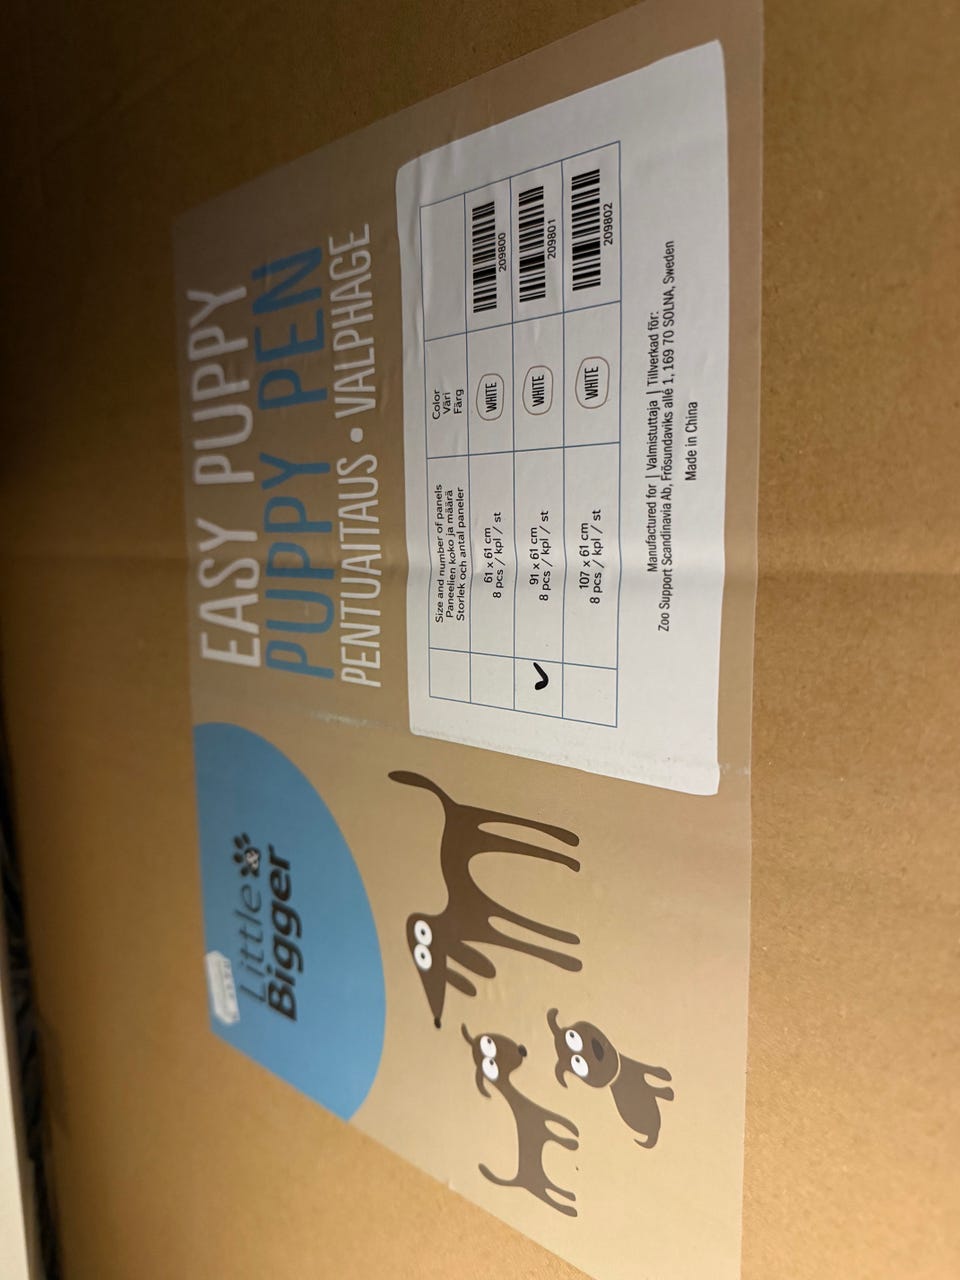 Little &
Bigger
EASY PUPPY
PUPPY PEN
PENTUAITAUS • VALPHAGE
Size and number of panels
Paneelien koko ja määrä
Storlek och antal paneler
Color
Väri
Färg
61 x 61 cm
8 pcs / kpl / st
WHITE
209800
91 x 61 cm
8 pcs / kpl / st
WHITE
209801
107 x 61 cm
8 pcs / kpl / st
WHITE
209802
Manufactured for | Valmistuttaja | Tillverkad för:
Zoo Support Scandinavia Ab, Frösundaviks allé 1, 169 70 SOLNA, Sweden
Made in China